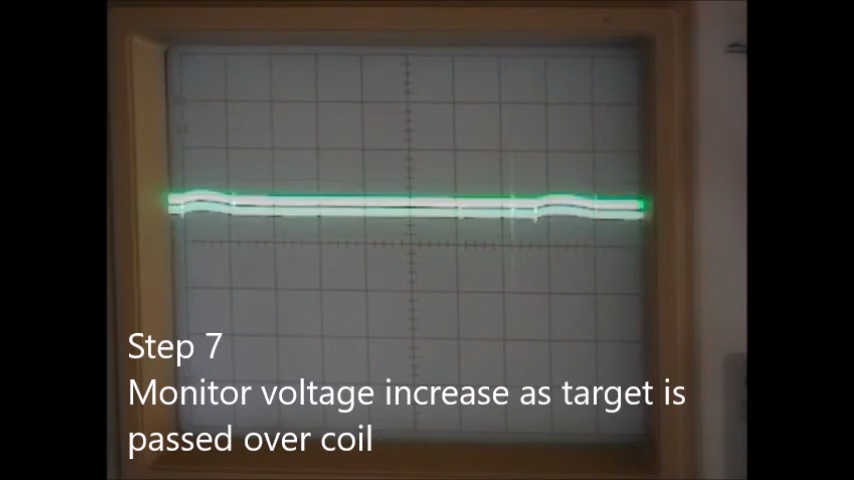 Step 7
Monitor voltage increase as target is
passed over coil